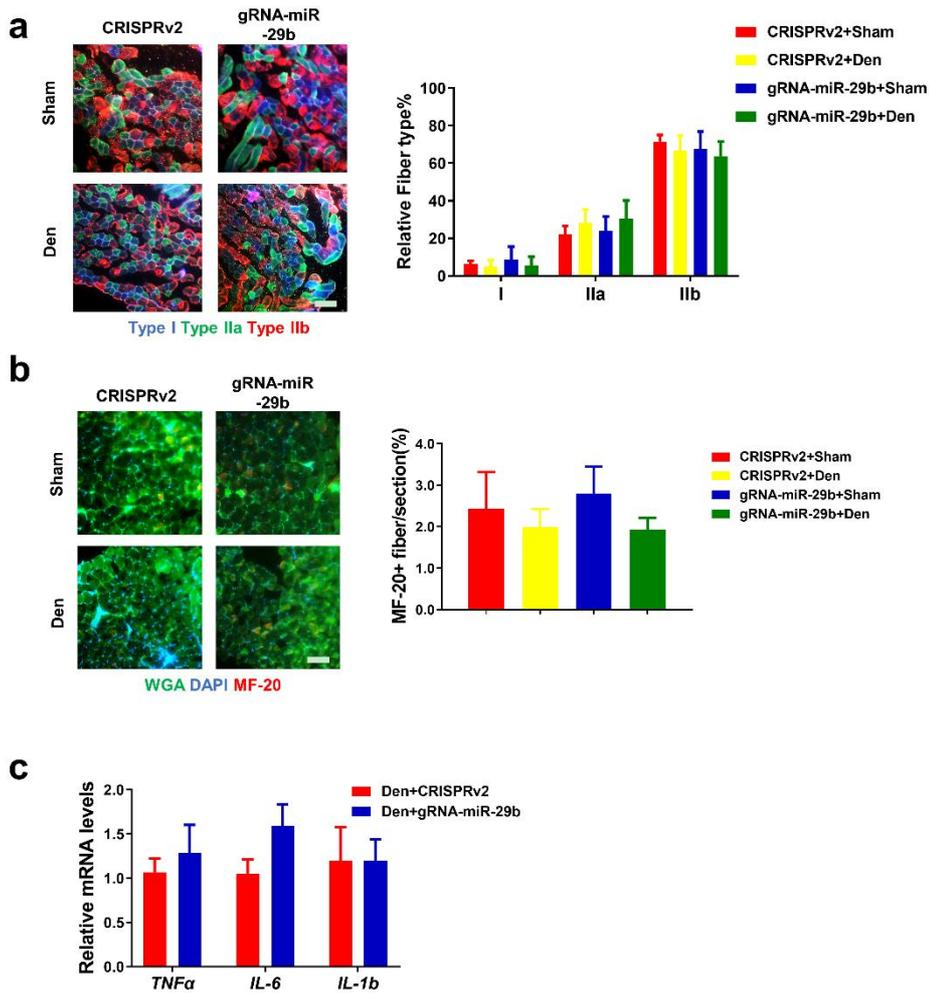 a
CRISPRv2
gRNA-miR
-29b
Sham
Den
Type I Type IIa Type IIb
Relative Fiber type%
100
80
60
40
20
0
I
IIa
IIb
CRISPRv2+Sham
CRISPRv2+Den
gRNA-miR-29b+Sham
gRNA-miR-29b+Den
b
CRISPRv2
gRNA-miR
-29b
Sham
Den
WGA DAPI MF-20
MF-20+ fiber/section(%)
4.0
3.0
2.0
1.0
0.0
CRISPRv2+Sham
CRISPRv2+Den
gRNA-miR-29b+Sham
gRNA-miR-29b+Den
c
Relative mRNA levels
2.0
1.5
1.0
0.5
0.0
TNFα
IL-6
IL-1b
Den+CRISPRv2
Den+gRNA-miR-29b